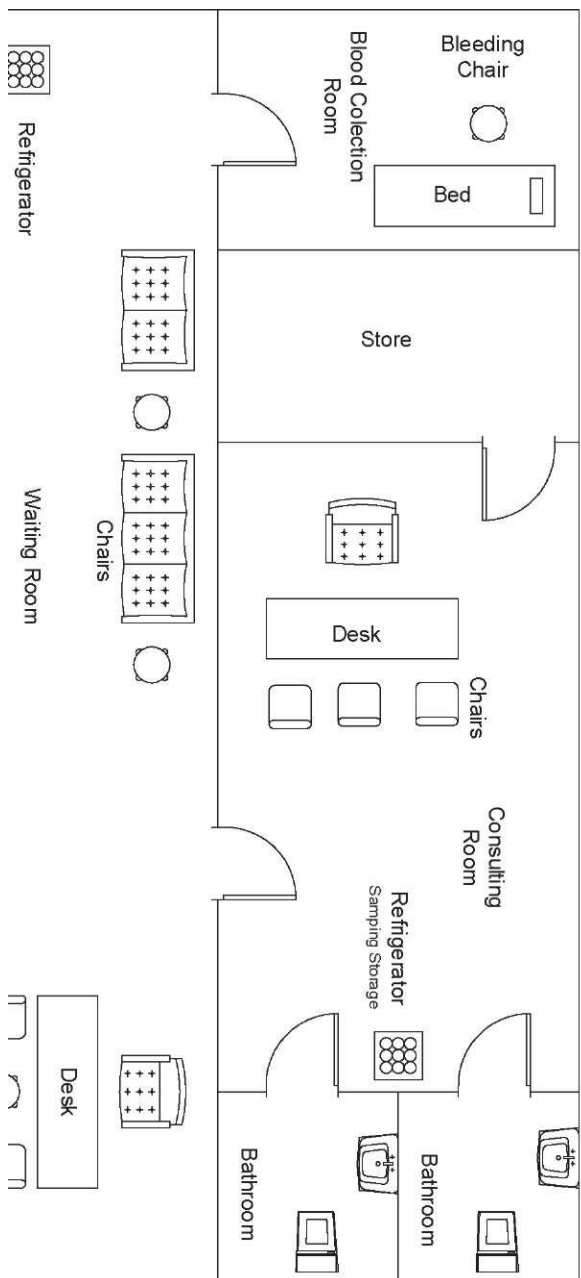 Bleeding
Chair
Blood Colection
Room
Bed
Refrigerator
Store
Waiting Room
Chairs
Desk
Chairs
Consulting
Room
Refrigerator
Samping Storage
Desk
Bathroom
Bathroom